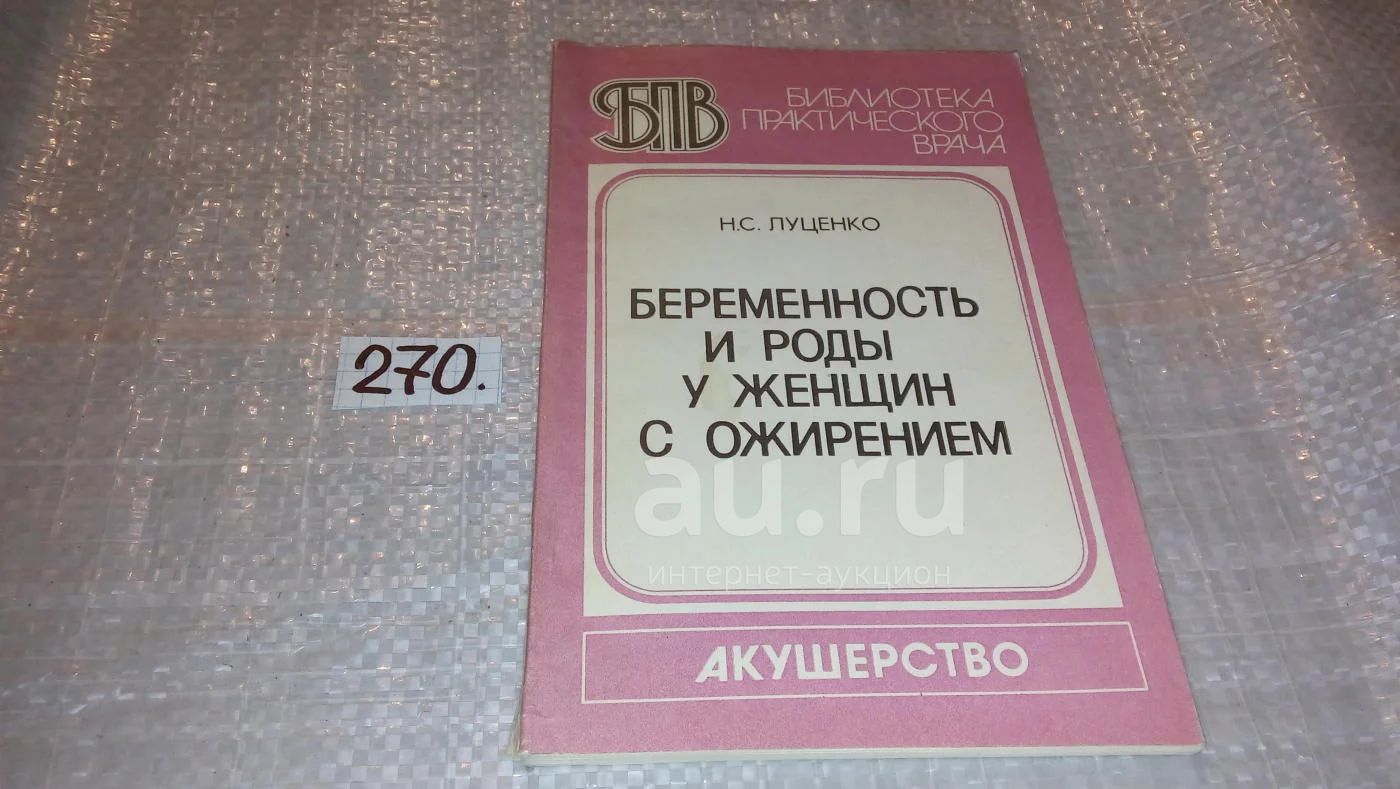 БПВ
БИБЛИОТЕКА
ПРАКТИЧЕСКОГО
ВРАЧА
Н.С. ЛУЦЕНКО
БЕРЕМЕННОСТЬ
И РОДЫ
У ЖЕНЩИН
С ОЖИРЕНИЕМ
270.
au.ru
интернет-аукцион
АКУШЕРСТВО